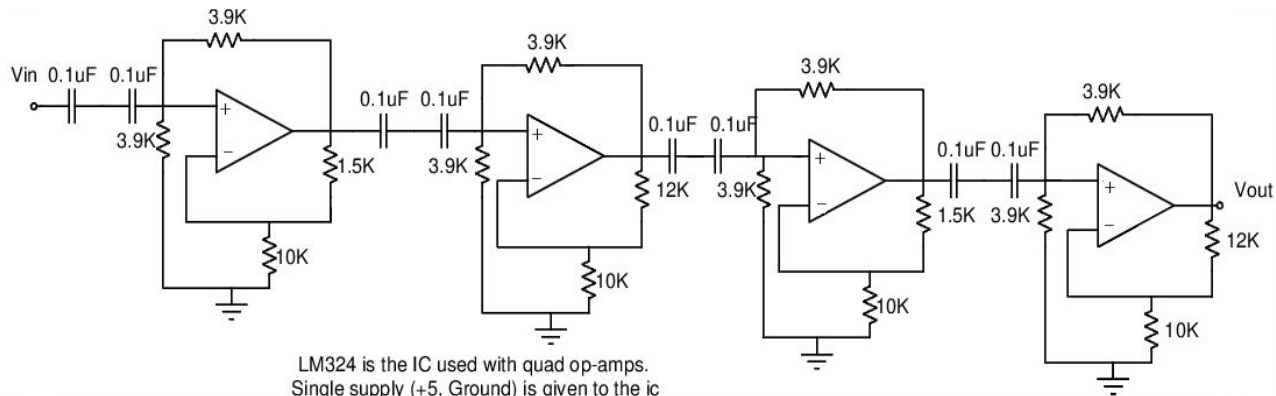 3.9K
Vin 0.1uF 0.1uF
+
3.9K
-
1.5K
10K
3.9K
0.1uF 0.1uF
+
3.9K
-
12K
10K
3.9K
0.1uF 0.1uF
+
3.9K
-
1.5K
10K
3.9K
0.1uF 0.1uF
+
3.9K
-
Vout
12K
10K
LM324 is the IC used with quad op-amps.
Single supply (+5, Ground) is given to the ic